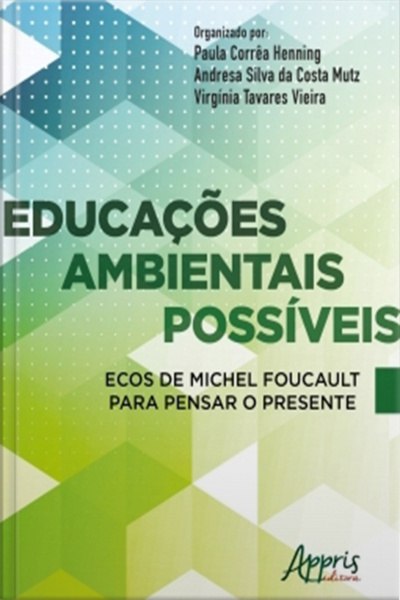 Organizado por:
Paula Corrêa Henning
Andresa Silva da Costa Mutz
Virgínia Tavares Vieira
EDUCAÇÕES
AMBIENTAIS
POSSÍVEIS
ECOS DE MICHEL FOUCAULT
PARA PENSAR O PRESENTE
Appris
editora